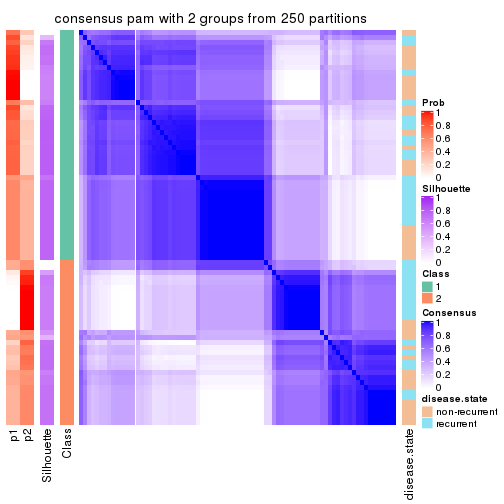 consensus pam with 2 groups from 250 partitions
Prob
1
0.8
0.6
0.4
0.2
0
Silhouette
1
0.8
0.6
0.4
0.2
0
Class
1
2
Consensus
1
0.8
0.6
0.4
0.2
0
disease.state
non-recurrent
recurrent
p1
p2
Silhouette
Class
disease.state